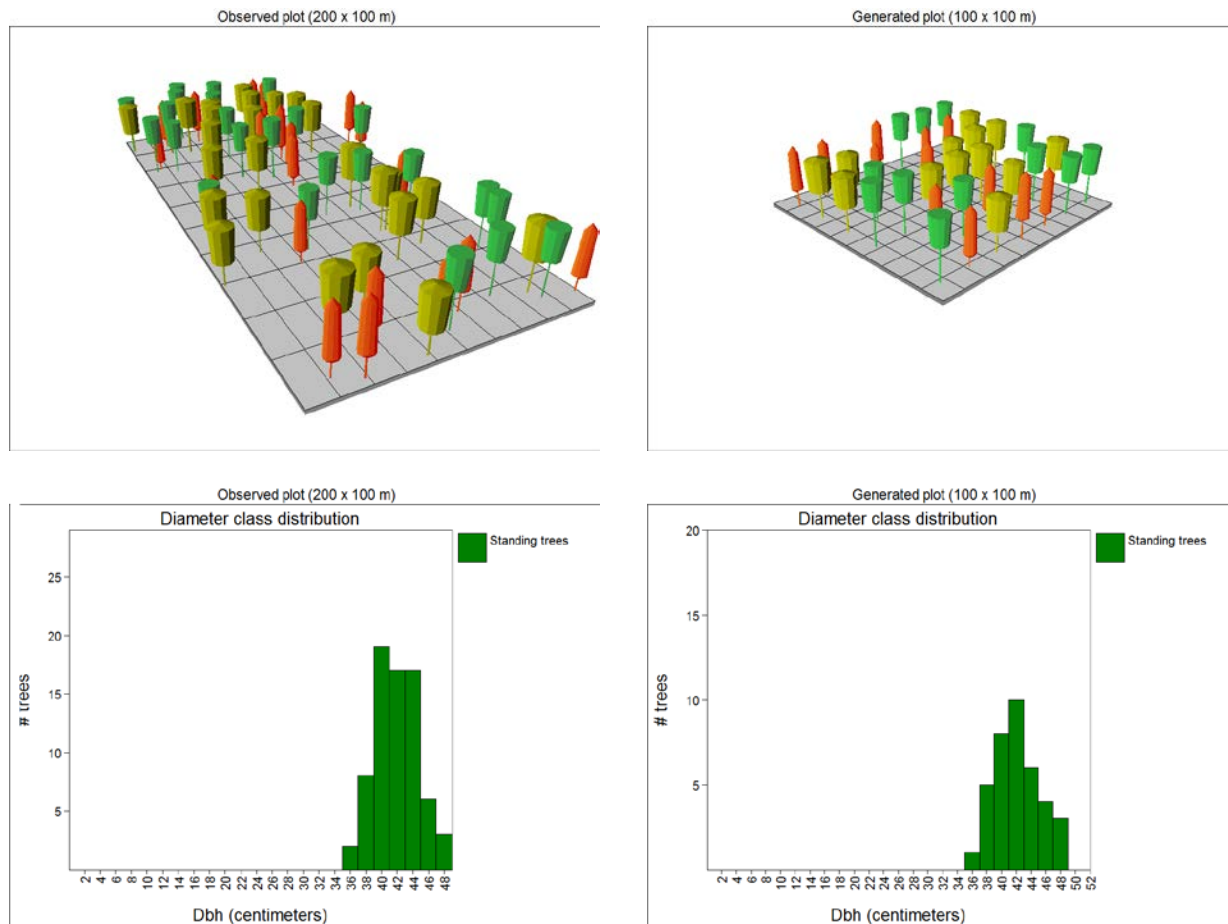 Observed plot (200 x 100 m)
Generated plot (100 x 100 m)
Observed plot (200 x 100 m)
Diameter class distribution
Standing trees
25
20
15
10
5
# trees
2 4 6 8 10 12 14 16 18 20 22 24 26 28 30 32 34 36 38 40 42 44 46 48
Dbh (centimeters)
Generated plot (100 x 100 m)
Diameter class distribution
Standing trees
20
15
10
5
# trees
2 4 6 8 10 12 14 16 18 20 22 24 26 28 30 32 34 36 38 40 42 44 46 48 50 52
Dbh (centimeters)